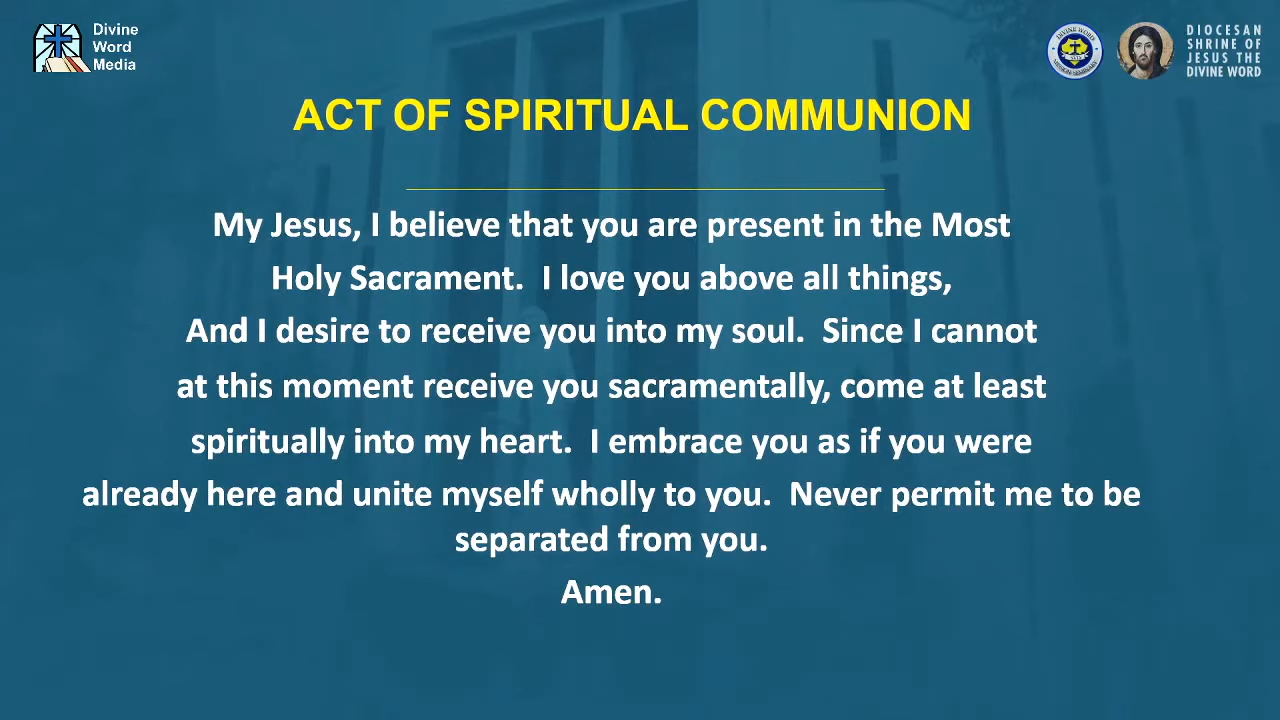 Divine
Word
Media
DIOCESAN
SHRINE OF
JESUS THE
DIVINE WORD
ACT OF SPIRITUAL COMMUNION
My Jesus, I believe that you are present in the Most
Holy Sacrament.  I love you above all things,
And I desire to receive you into my soul.  Since I cannot
at this moment receive you sacramentally, come at least
spiritually into my heart.  I embrace you as if you were
already here and unite myself wholly to you.  Never permit me to be
separated from you.
Amen.